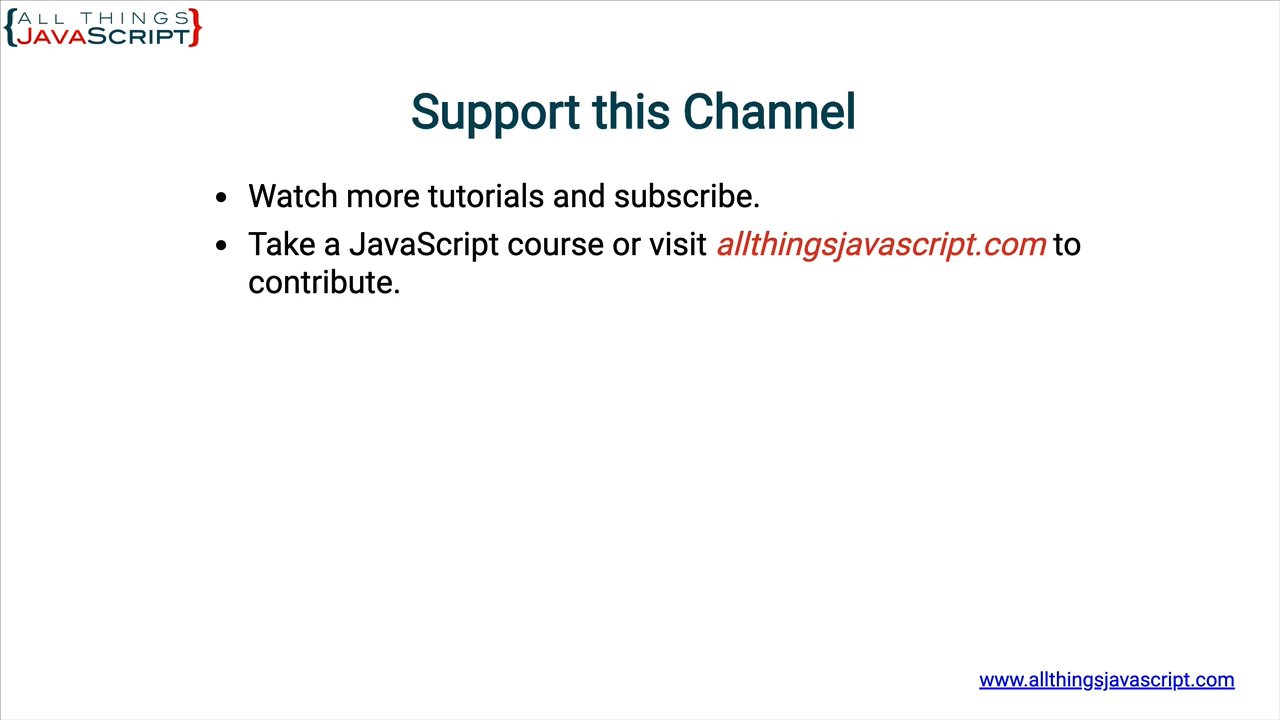 {ALL THINGS
JAVASCRIPT}
Support this Channel
• Watch more tutorials and subscribe.
• Take a JavaScript course or visit allthingsjavascript.com to
contribute.
www.allthingsjavascript.com